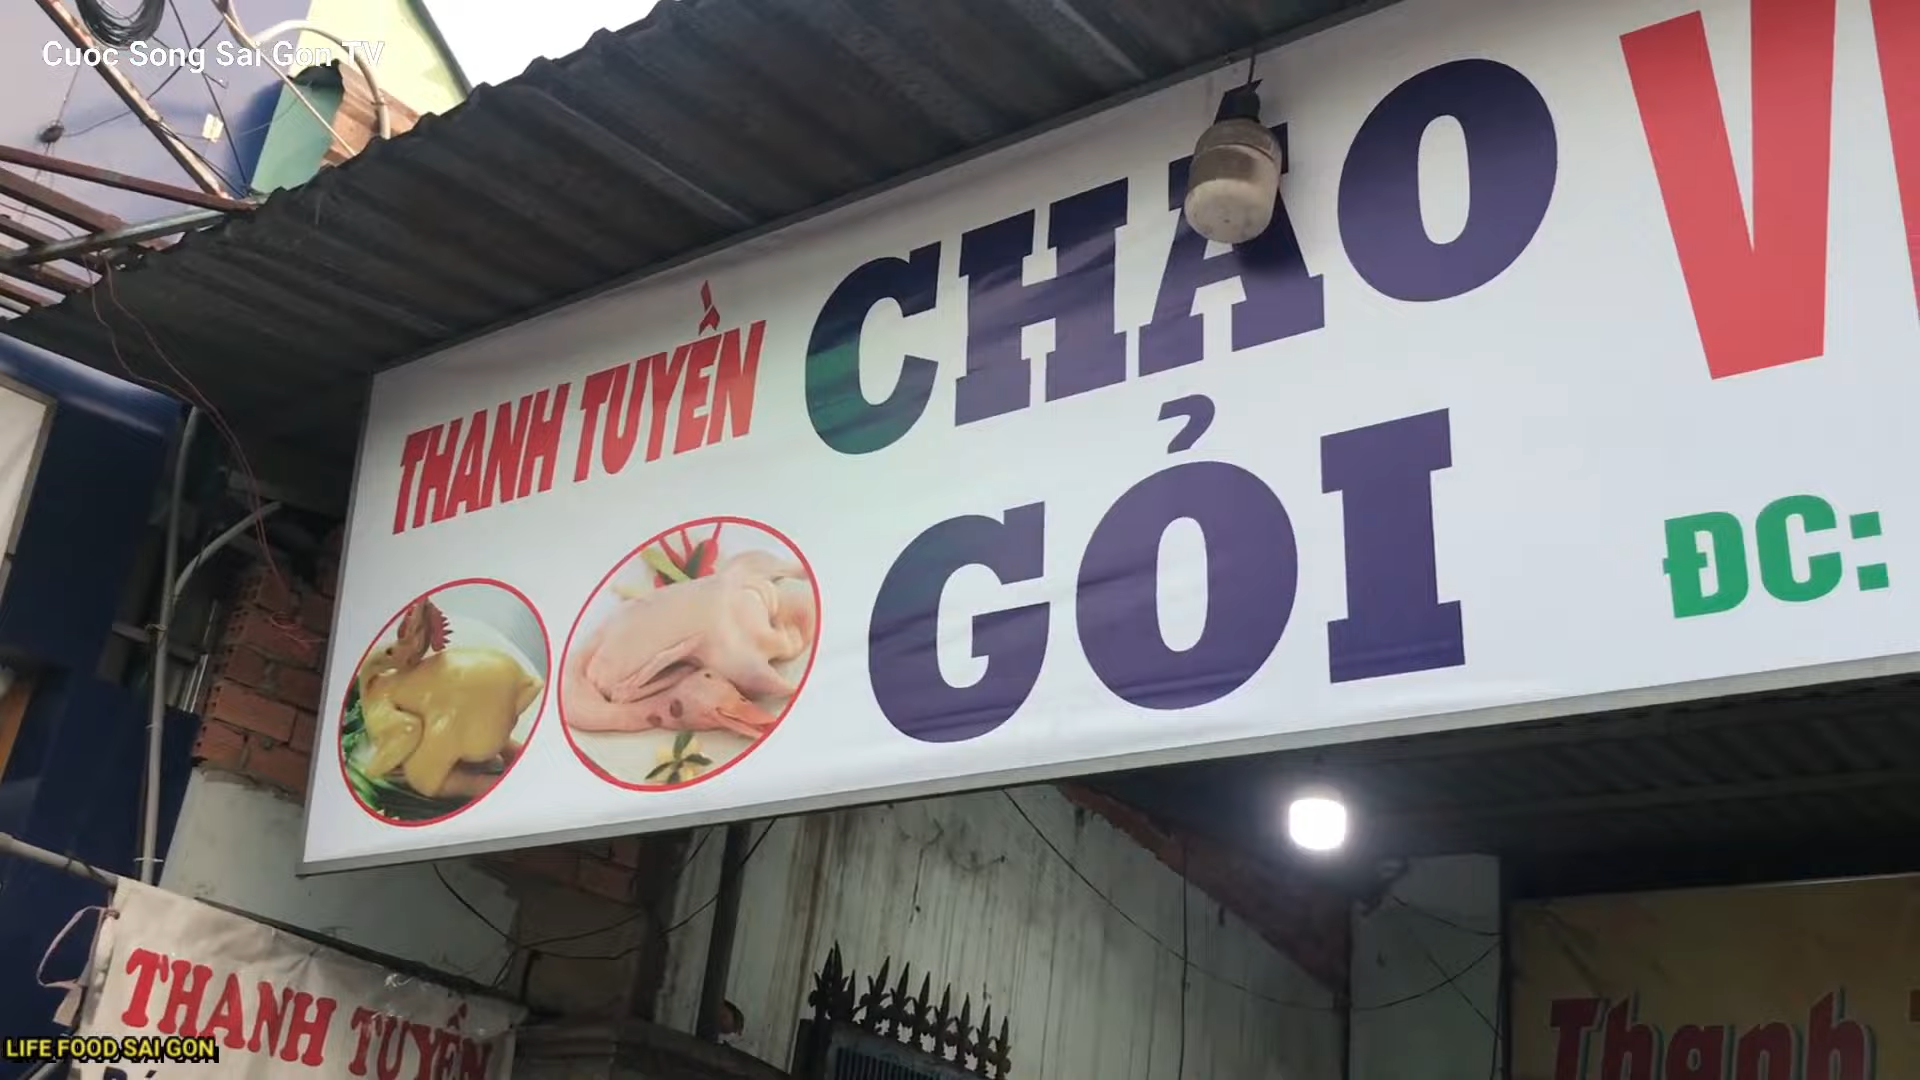 Cuoc Song Sai Gon TV
THANH TUYỀN
CHÁO
GỎI
ĐC:
THANH TUYỀN
Thanh
LIFE FOOD SAI GON